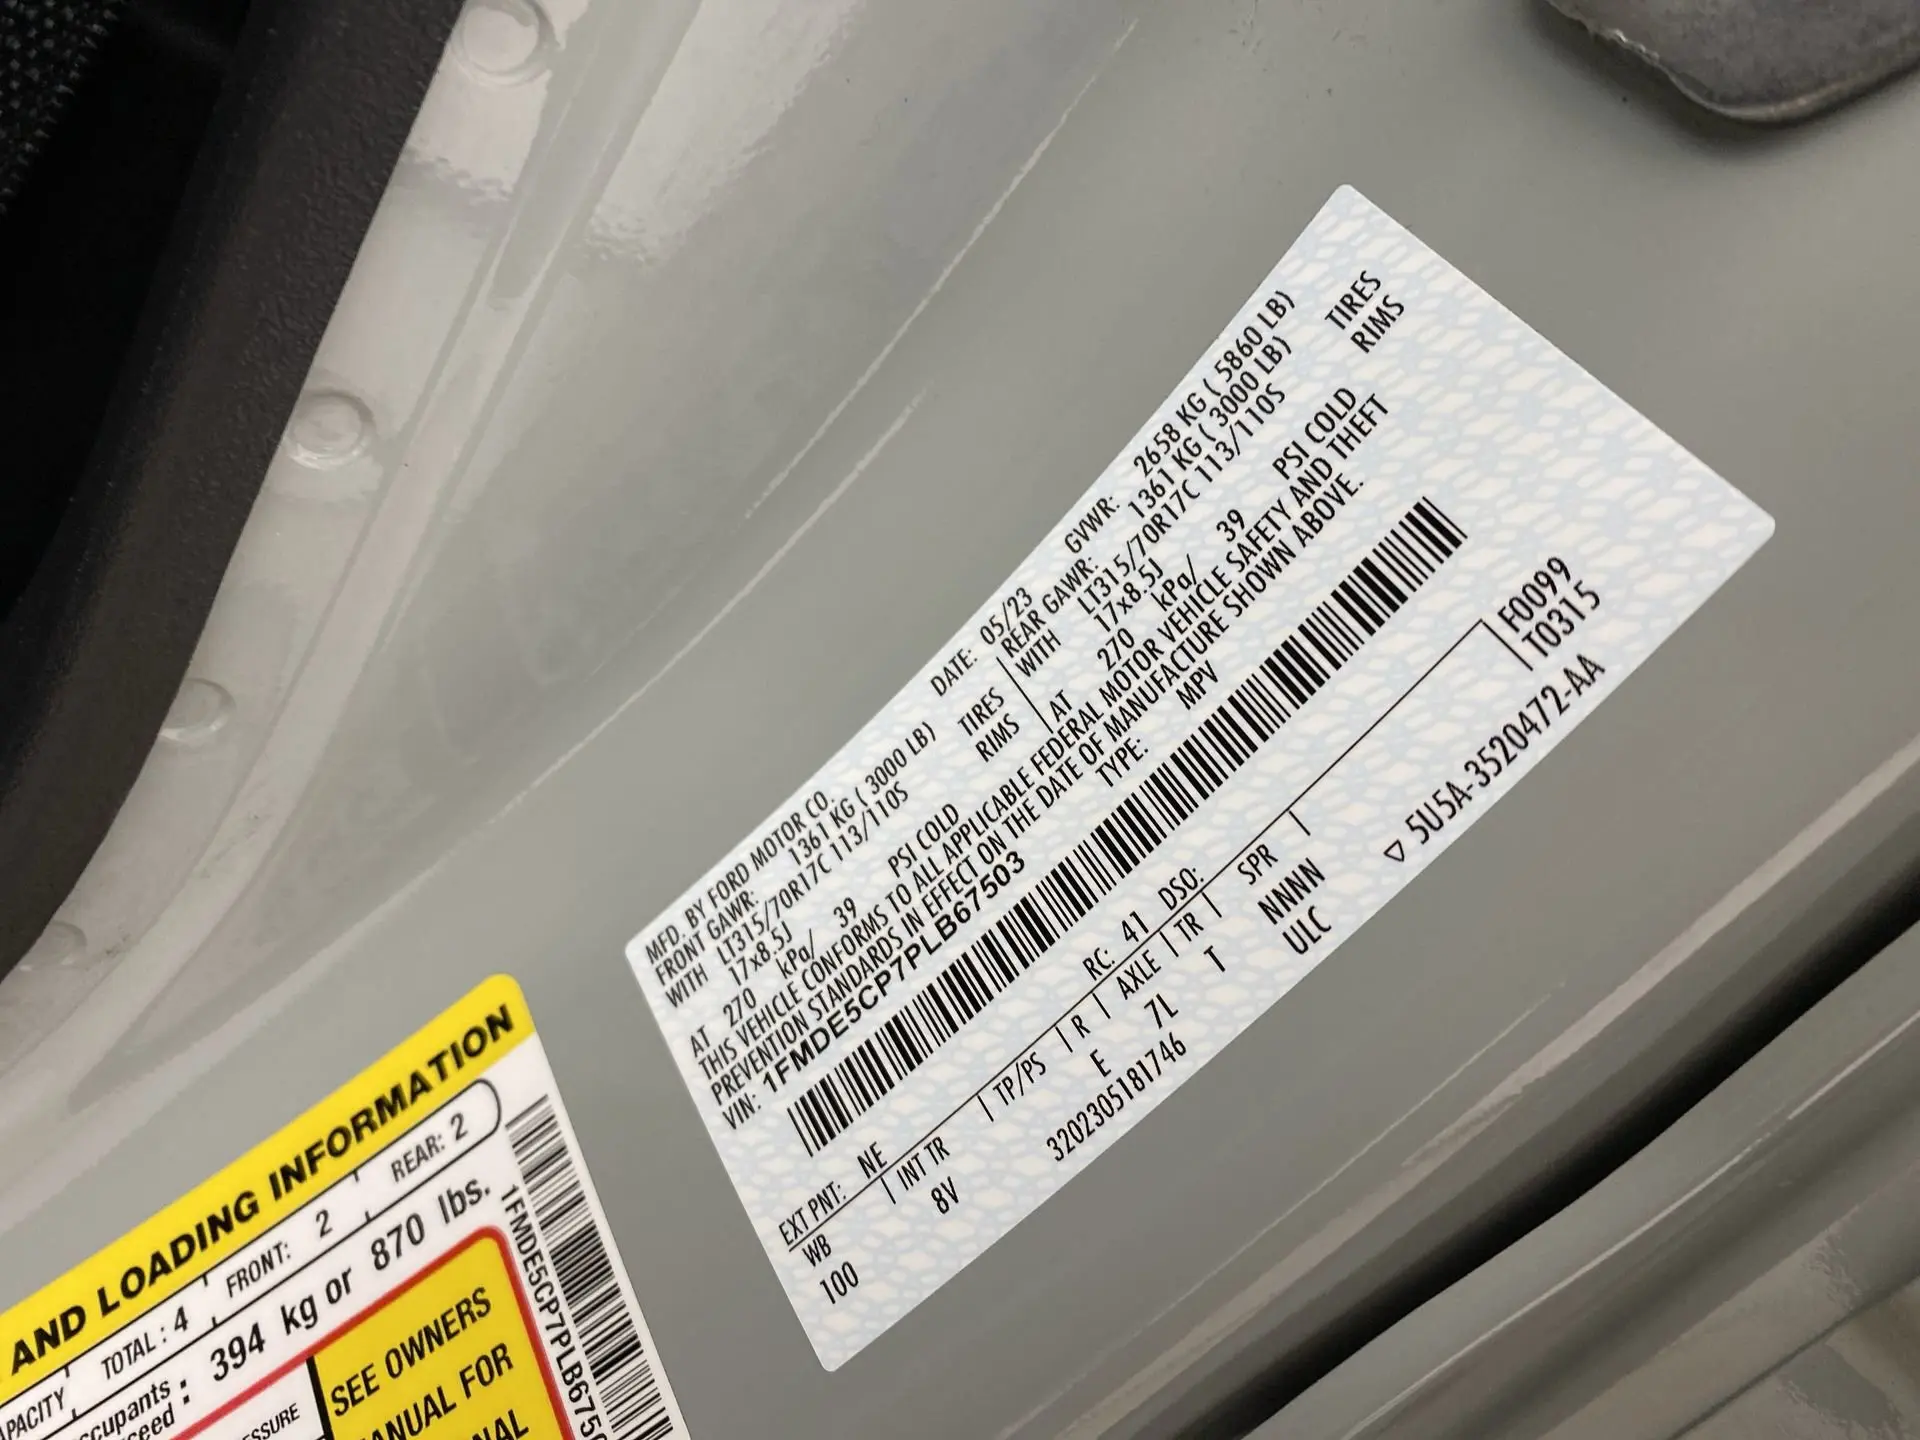 MFD. BY FORD MOTOR CO. DATE: 05/23 GVWR: 2658 KG ( 5860 LB)
FRONT GAWR: 1361 KG ( 3000 LB) REAR GAWR: 1361 KG ( 3000 LB)
WITH LT315/70R17C 113/110S TIRES WITH LT315/70R17C 113/110S TIRES
17x8.5J RIMS 17x8.5J RIMS
AT 270 kPa/ 39 PSI COLD AT 270 kPa/ 39 PSI COLD
THIS VEHICLE CONFORMS TO ALL APPLICABLE FEDERAL MOTOR VEHICLE SAFETY AND THEFT
PREVENTION STANDARDS IN EFFECT ON THE DATE OF MANUFACTURE SHOWN ABOVE.
VIN: 1FMDE5CP7PLB67503 TYPE: MPV
F0099
T0315
EXT PNT: NE RC: 41 DSO:
WB INT TR TP/PS R AXLE TR SPR
100 8V E 7L T NNNN
3202305181746 ULC
5U5A-3520472-AA
AND LOADING INFORMATION
TOTAL : 4 FRONT: 2 REAR: 2
394 kg or 870 lbs.
SEE OWNERS
FOR
1FMDE5CP7PLB6750